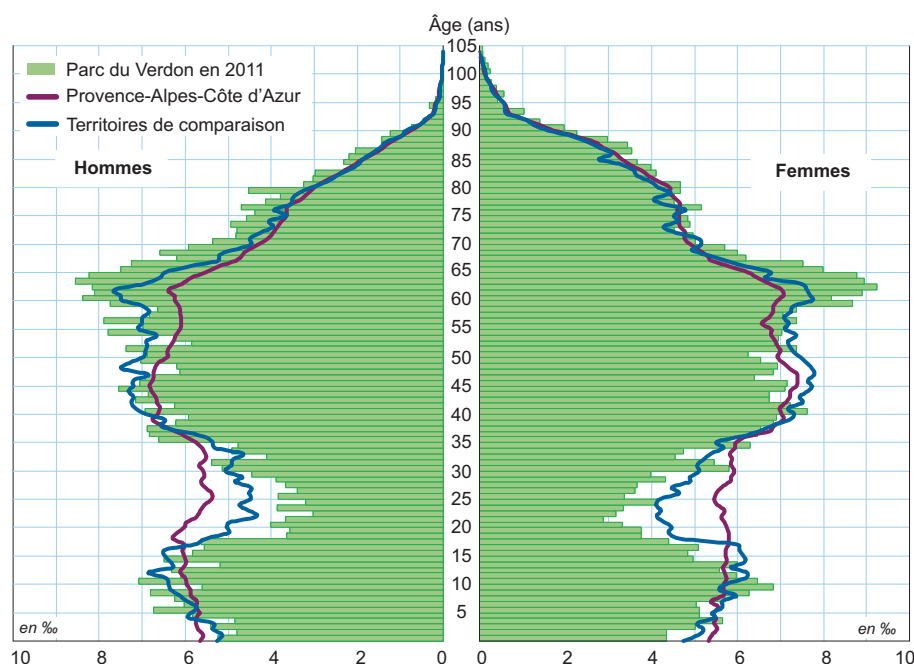 Âge (ans)
105
100
95
90
85
80
75
70
65
60
55
50
45
40
35
30
25
20
15
10
5
Parc du Verdon en 2011
Provence-Alpes-Côte d'Azur
Territoires de comparaison
Hommes
Femmes
en ‰
en ‰
10 8 6 4 2 0
0 2 4 6 8 10